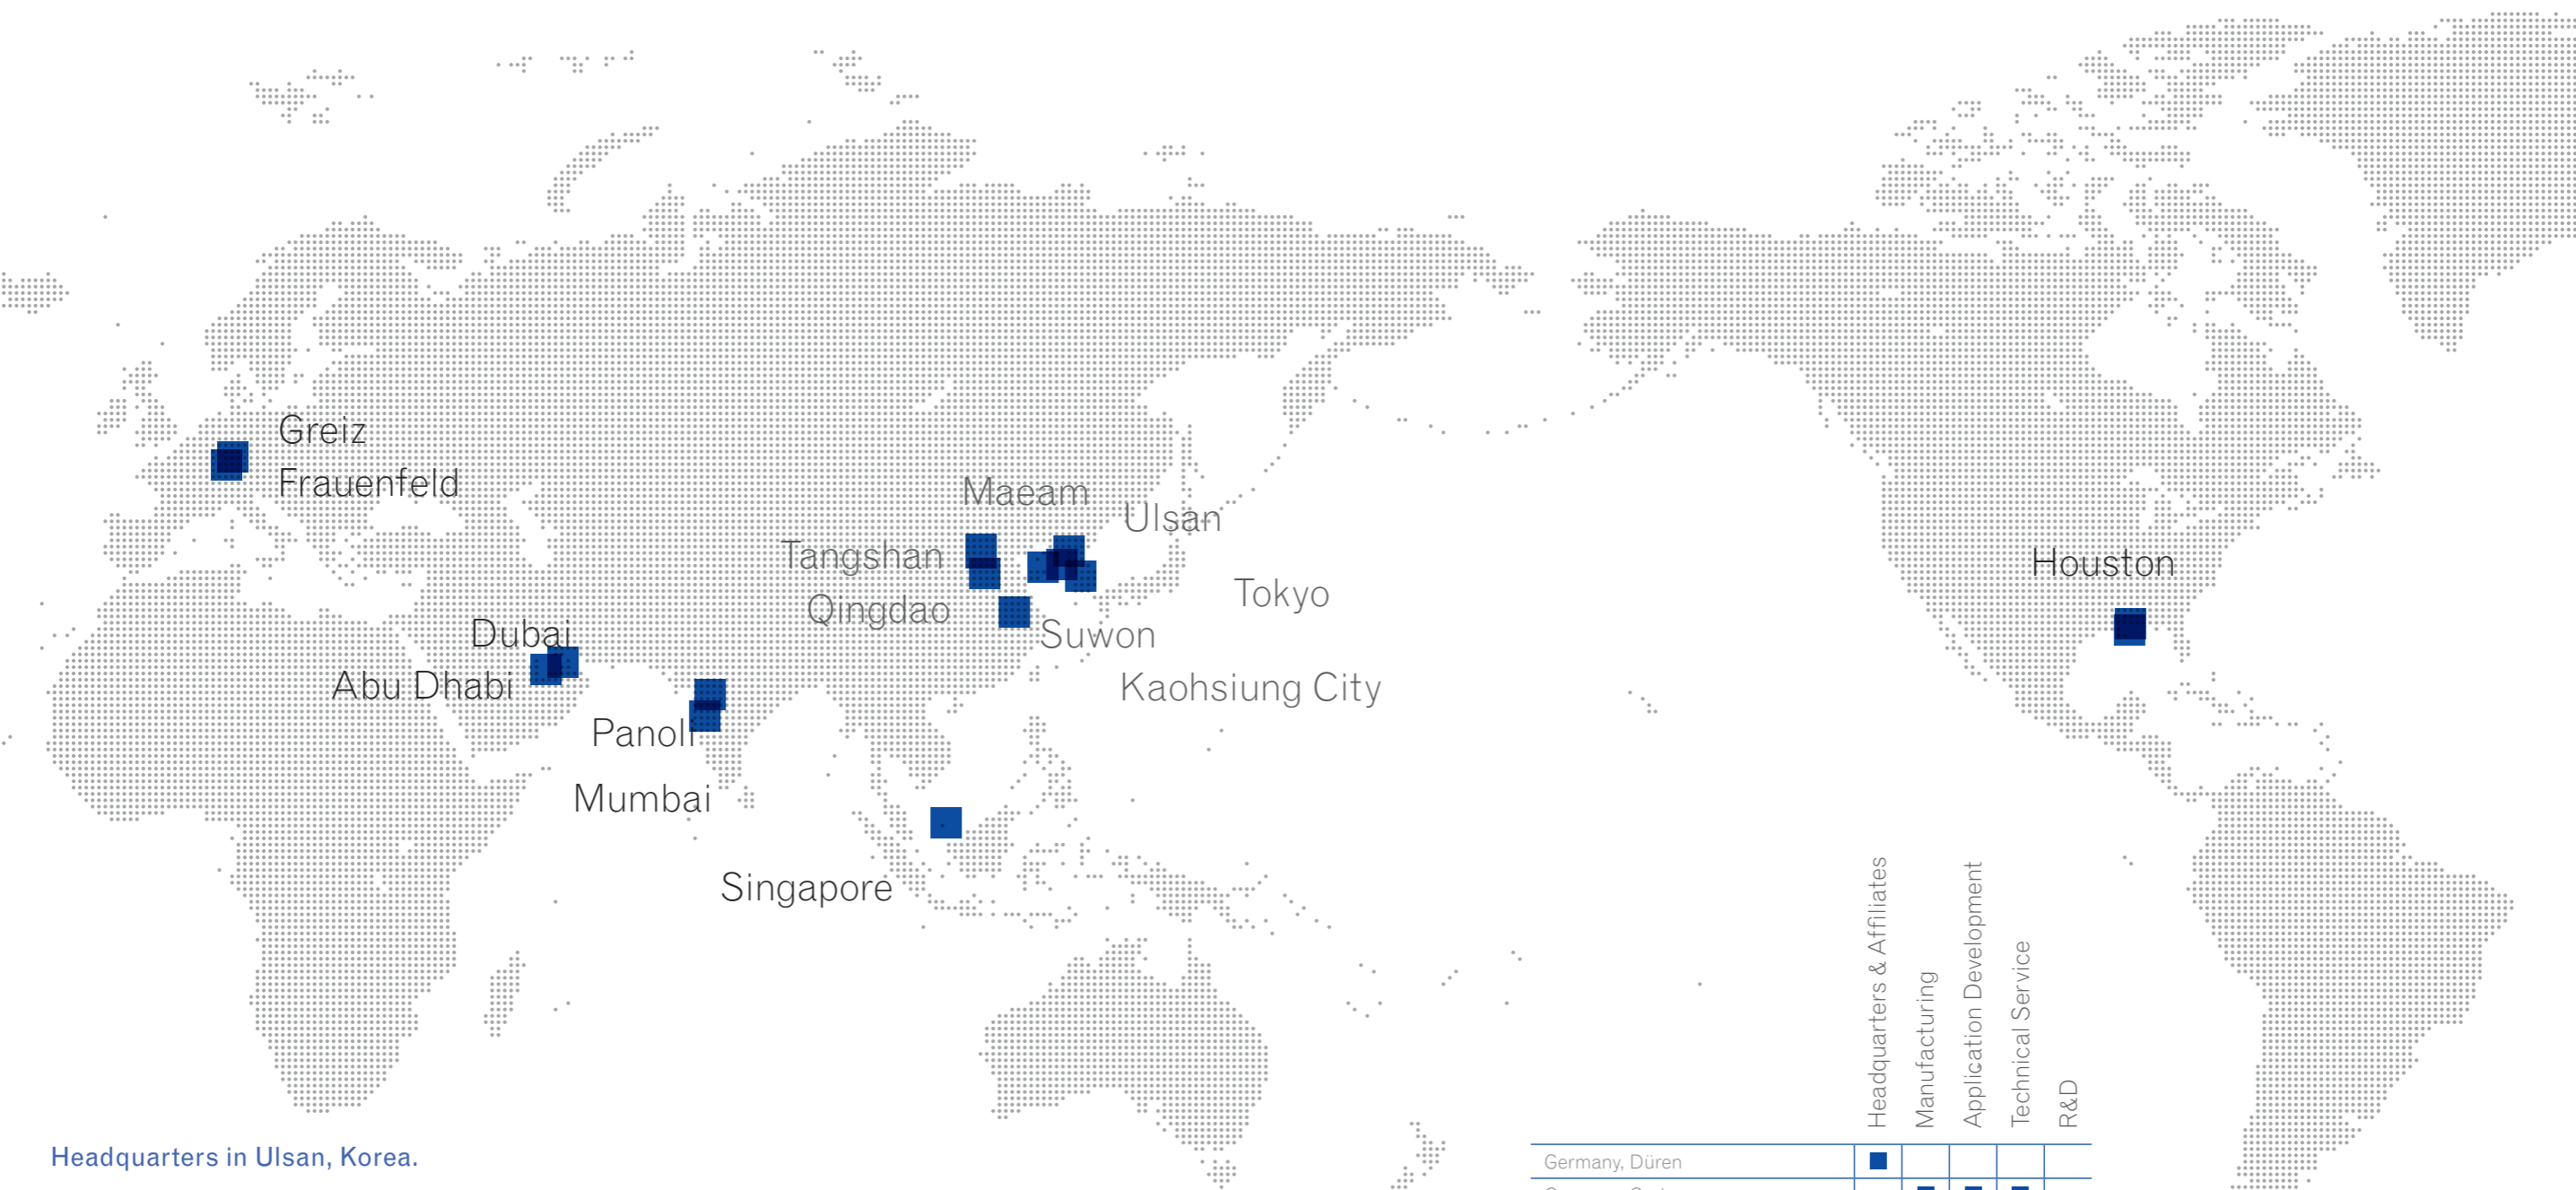 Greiz
Frauenfeld
Maeam
Ulsan
Tangshan
Houston
Tokyo
Qingdao
Dubai
Suwon
Abu Dhabi
Kaohsiung City
Panoli
Mumbai
Singapore
Headquarters & Affiliates
Manufacturing
Application Development
Technical Service
R&D
Headquarters in Ulsan, Korea.
Germany, Düren